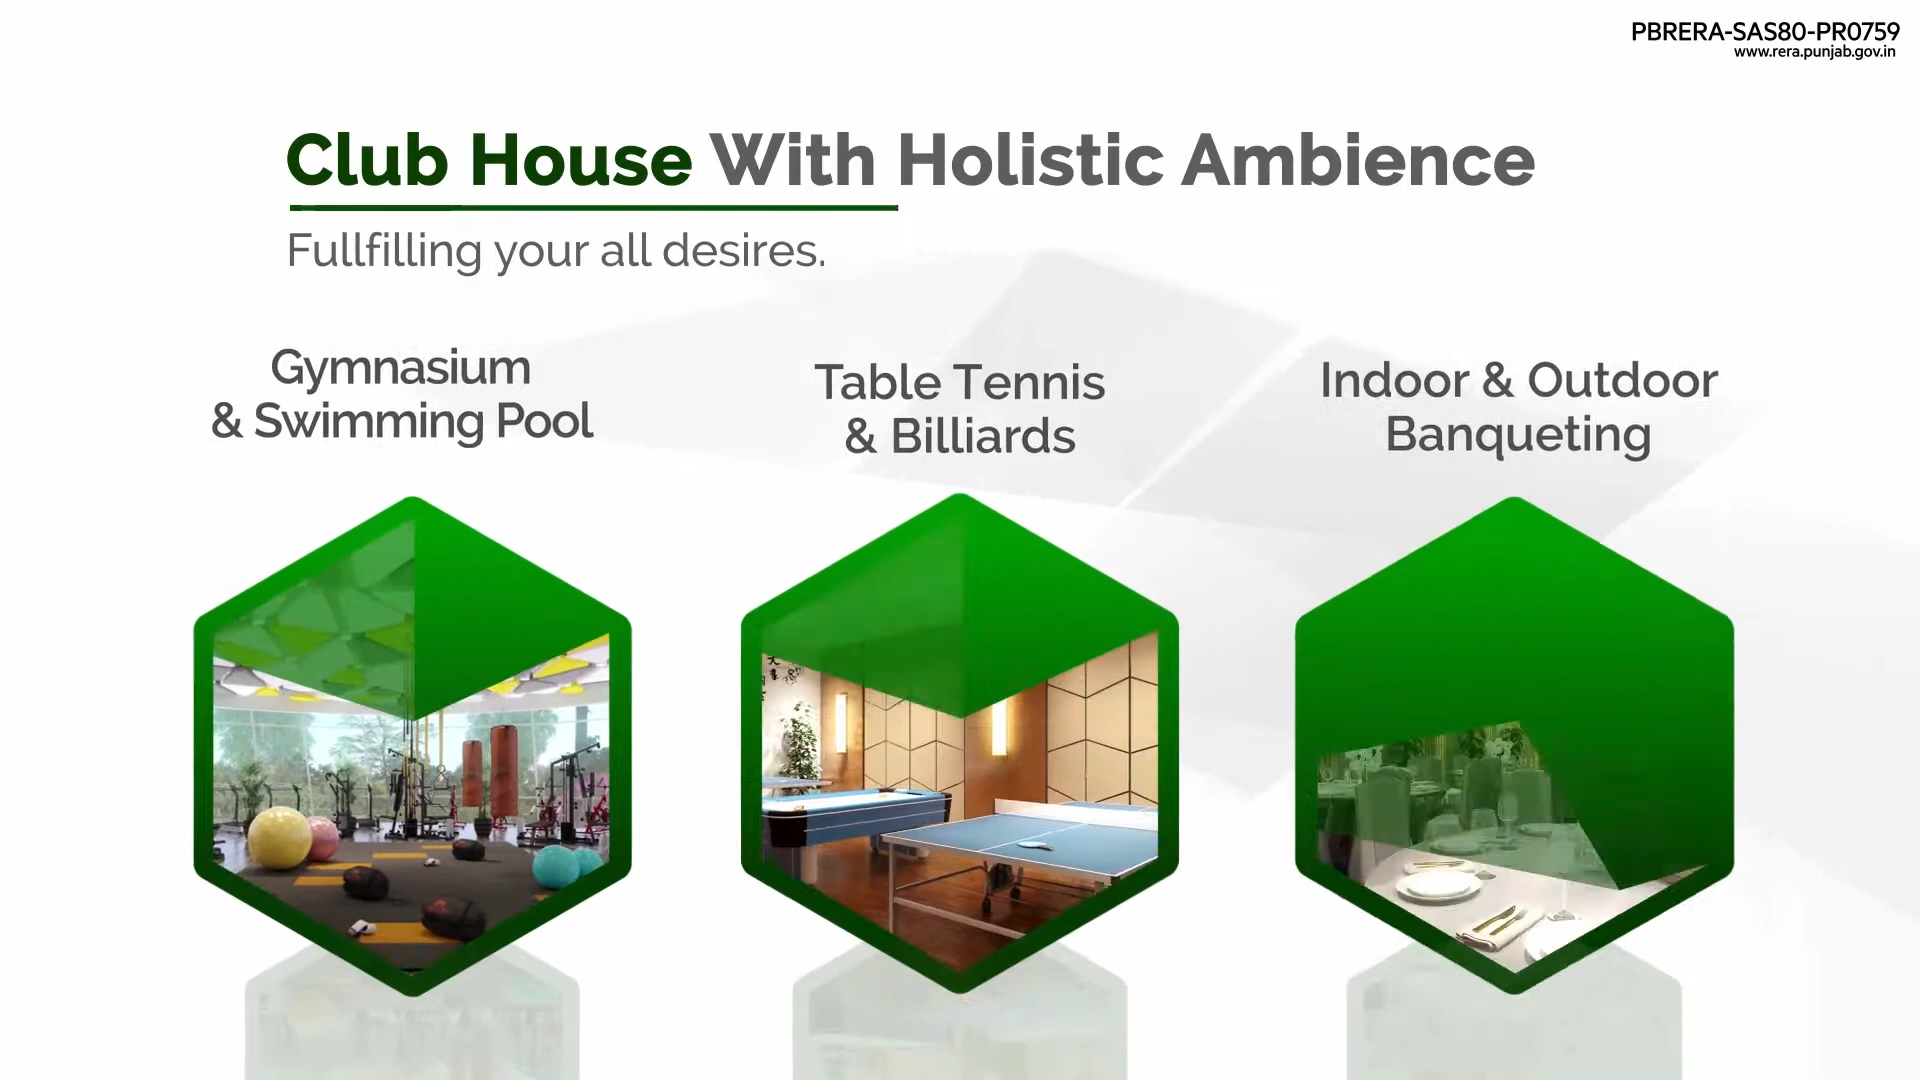 PBRERA-SAS80-PR0759
www.rera.punjab.gov.in
Club House With Holistic Ambience
Fullfilling your all desires.
Gymnasium
& Swimming Pool
Table Tennis
& Billiards
Indoor & Outdoor
Banqueting